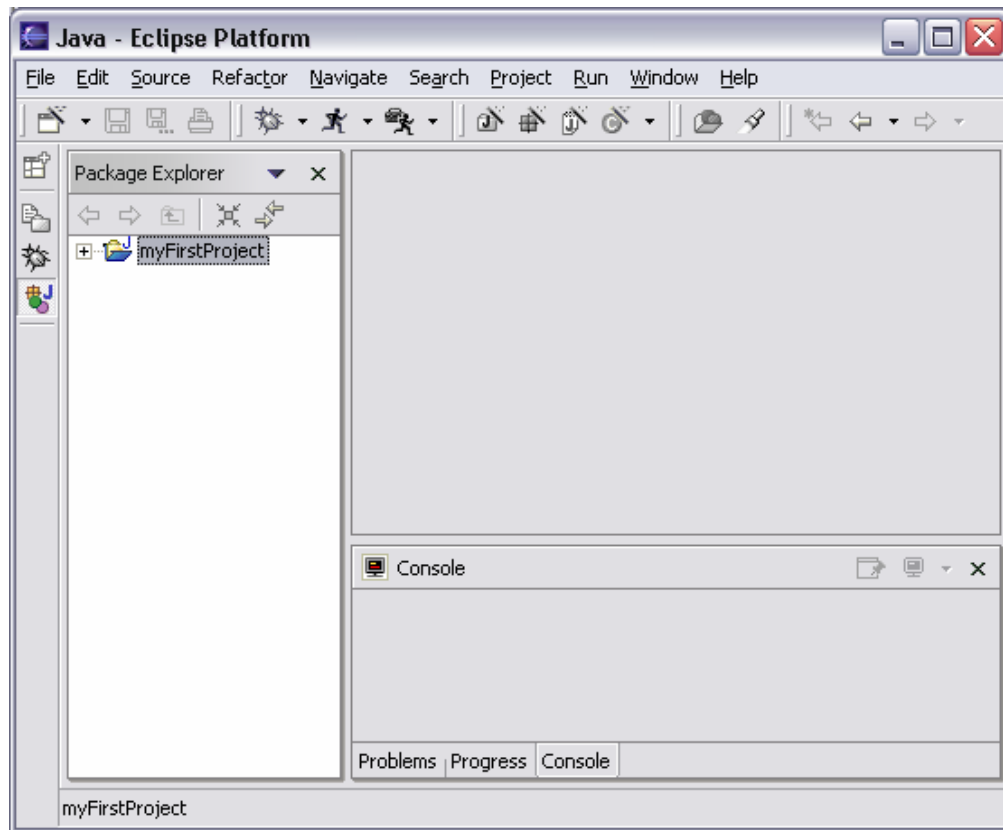 Java - Eclipse Platform
File Edit Source Refactor Navigate Search Project Run Window Help
Package Explorer
myFirstProject
Console
Problems Progress Console
myFirstProject